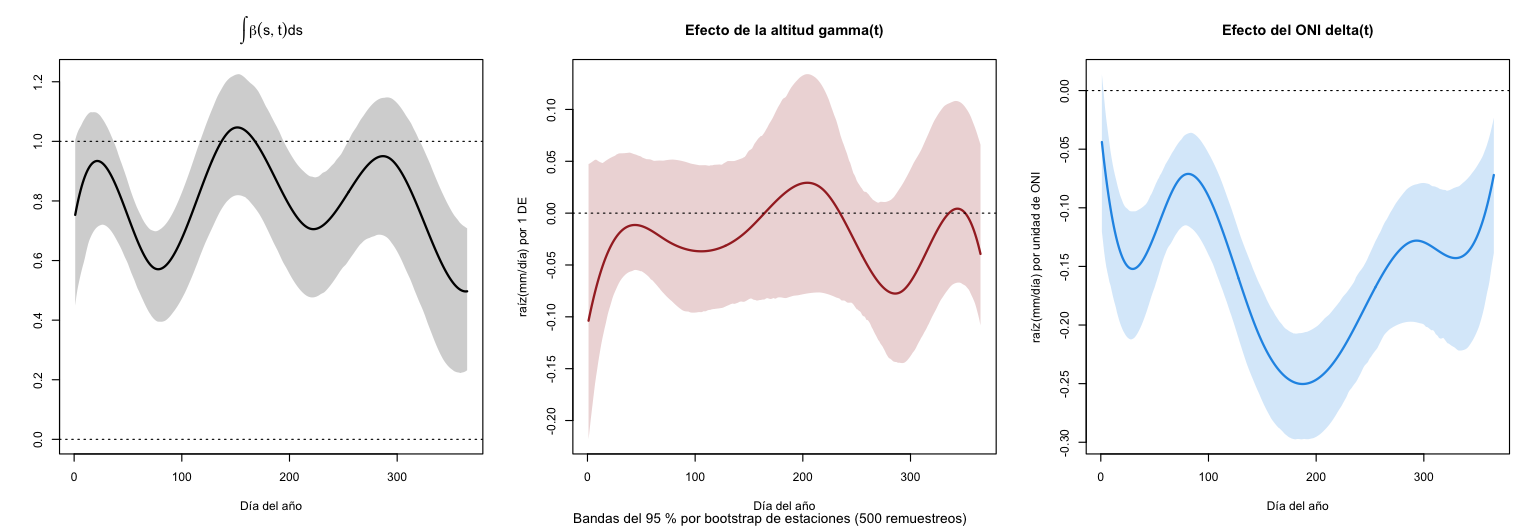 ∫β(s, t)ds
1.2
1.0
0.8
0.6
0.4
0.2
0.0
0 100 200 300
Día del año
Efecto de la altitud gamma(t)
raíz(mm/día) por 1 DE
0.10
0.05
0.00
-0.05
-0.10
-0.15
-0.20
0 100 200 300
Día del año
Efecto del ONI delta(t)
raíz(mm/día) por unidad de ONI
0.00
-0.05
-0.10
-0.15
-0.20
-0.25
-0.30
0 100 200 300
Día del año
Bandas del 95 % por bootstrap de estaciones (500 remuestreos)